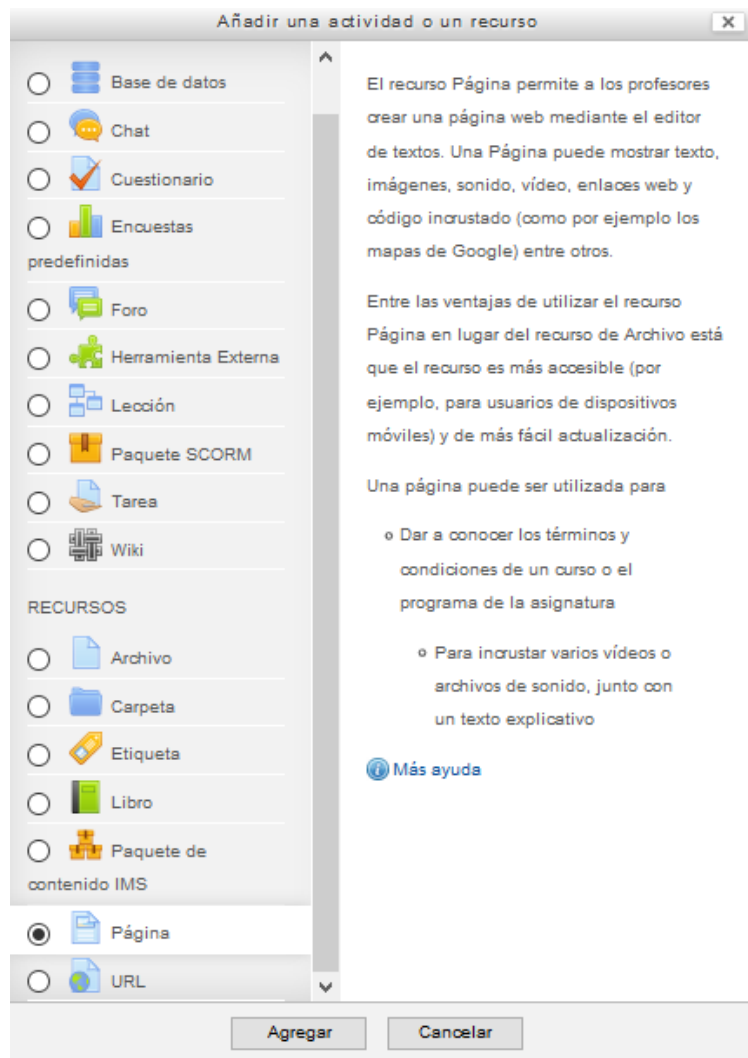 Añadir una actividad o un recurso
Base de datos
Chat
Cuestionario
Encuestas
predefinidas
Foro
Herramienta Externa
Lección
Paquete SCORM
Tarea
Wiki
RECURSOS
Archivo
Carpeta
Etiqueta
Libro
Paquete de
contenido IMS
Página
URL
El recurso Página permite a los profesores
crear una página web mediante el editor
de textos. Una Página puede mostrar texto,
imágenes, sonido, vídeo, enlaces web y
código incrustado (como por ejemplo los
mapas de Google) entre otros.
Entre las ventajas de utilizar el recurso
Página en lugar del recurso de Archivo está
que el recurso es más accesible (por
ejemplo, para usuarios de dispositivos
móviles) y de más fácil actualización.
Una página puede ser utilizada para
Dar a conocer los términos y
condiciones de un curso o el
programa de la asignatura
Para incrustar varios vídeos o
archivos de sonido, junto con
un texto explicativo
Más ayuda
Agregar
Cancelar